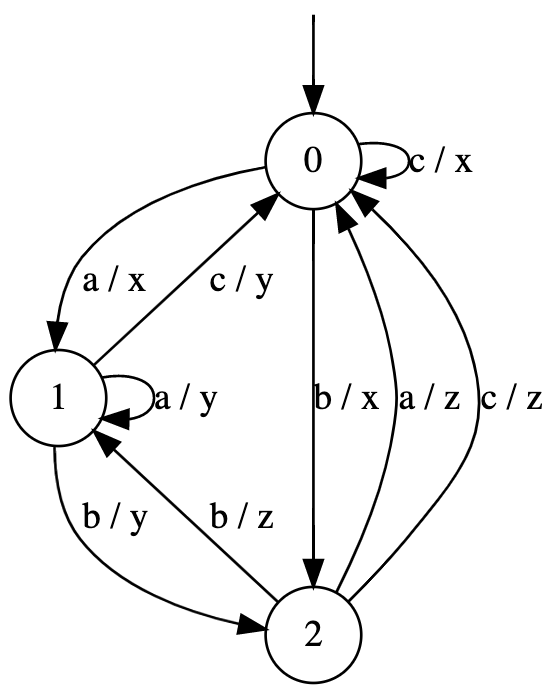 0
c / x
a / x
c / y
1
a / y
b / x
a / z
c / z
b / y
b / z
2